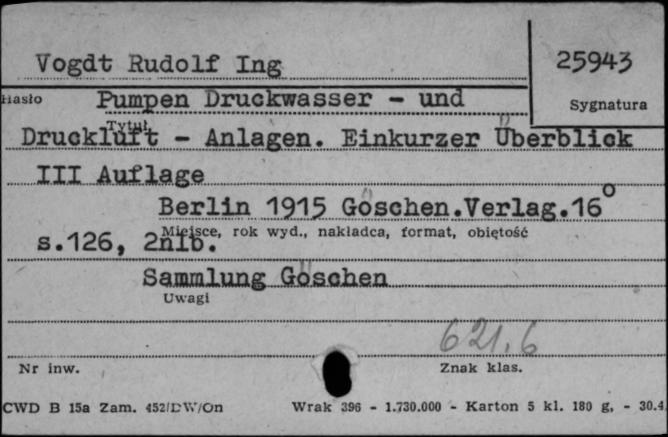 Vogdt Rudolf Ing
25943
Hasło Pumpen Druckwasser - und
Sygnatura
Tytuł
Druckluft - Anlagen. Einkurzer Überblick
III Auflage
Berlin 1915 Göschen.Verlag.16°
Miejsce, rok wyd., nakładca, format, objętość
s.126, 2nlb.
Sammlung Göschen
Uwagi
621.6
Nr inw. Znak klas.
CWD B 15a Zam. 452/DW/On Wrak 396 - 1.730.000 - Karton 5 kl. 180 g, - 30.4